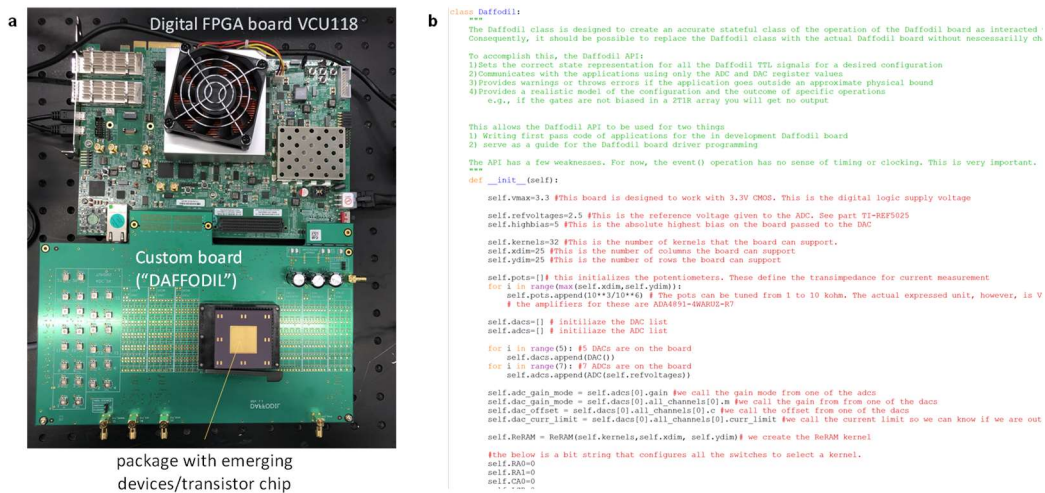 a
Digital FPGA board VCU118
Custom board
("DAFFODIL")
DAFFODIL
package with emerging
devices/transistor chip
b
class Daffodil:
"""
The Daffodil class is designed to create an accurate stateful class of the operation of the Daffodil board as interacted
Consequently, it should be possible to replace the Daffodil class with the actual Daffodil board without nescessarilly ch
To accomplish this, the Daffodil API:
1)Sets the correct state representation for all the Daffodil TTL signals for a desired configuration
2)Communicates with the applications using only the ADC and DAC register values
3)Provides warnings or throws errors if the application goes outside an approximate physical bound
4)Provides a realistic model of the configuration and the outcome of specific operations
e.g., if the gates are not biased in a 2T1R array you will get no output
This allows the Daffodil API to be used for two things
1) Writing first pass code of applications for the in development Daffodil board
2) serve as a guide for the Daffodil board driver programming
The API has a few weaknesses. For now, the event() operation has no sense of timing or clocking. This is very important.
"""
def __init__(self):
self.vmax=3.3 #This board is designed to work with 3.3V CMOS. This is the digital logic supply voltage
self.refvoltages=2.5 #This is the reference voltage given to the ADC. See part TI-REF5025
self.highbias=5 #This is the absolute highest bias on the board passed to the DAC
self.kernels=32 #This is the number of kernels that the board can support.
self.xdim=25 #This is the number of columns the board can support
self.ydim=25 #This is the number of rows the board can support
self.pots=[]# this initializes the potentiometers. These define the transimpedance for current measurement
for i in range(max(self.xdim,self.ydim)):
self.pots.append(10**3/10**6) # The pots can be tuned from 1 to 10 kohm. The actual expressed unit, however, is V
# the amplifiers for these are ADA4891-4WARUZ-R7
self.dacs=[] # initiliaze the DAC list
self.adcs=[] # initiliaze the ADC list
for i in range(5): #5 DACs are on the board
self.dacs.append(DAC())
for i in range(7): #7 ADCs are on the board
self.adcs.append(ADC(self.refvoltages))
self.adc_gain_mode = self.adcs[0].gain #we call the gain mode from one of the adcs
self.dac_gain_mode = self.dacs[0].all_channels[0].m #we call the gain from from one of the dacs
self.dac_offset = self.dacs[0].all_channels[0].c #we call the offset from one of the dacs
self.dac_curr_limit = self.dacs[0].all_channels[0].curr_limit #we call the current limit so we can know if we are out
self.ReRAM = ReRAM(self.kernels,self.xdim, self.ydim)# we create the ReRAM kernel
#the below is a bit string that configures all the switches to select a kernel.
self.RA0=0
self.RA1=0
self.CA0=0